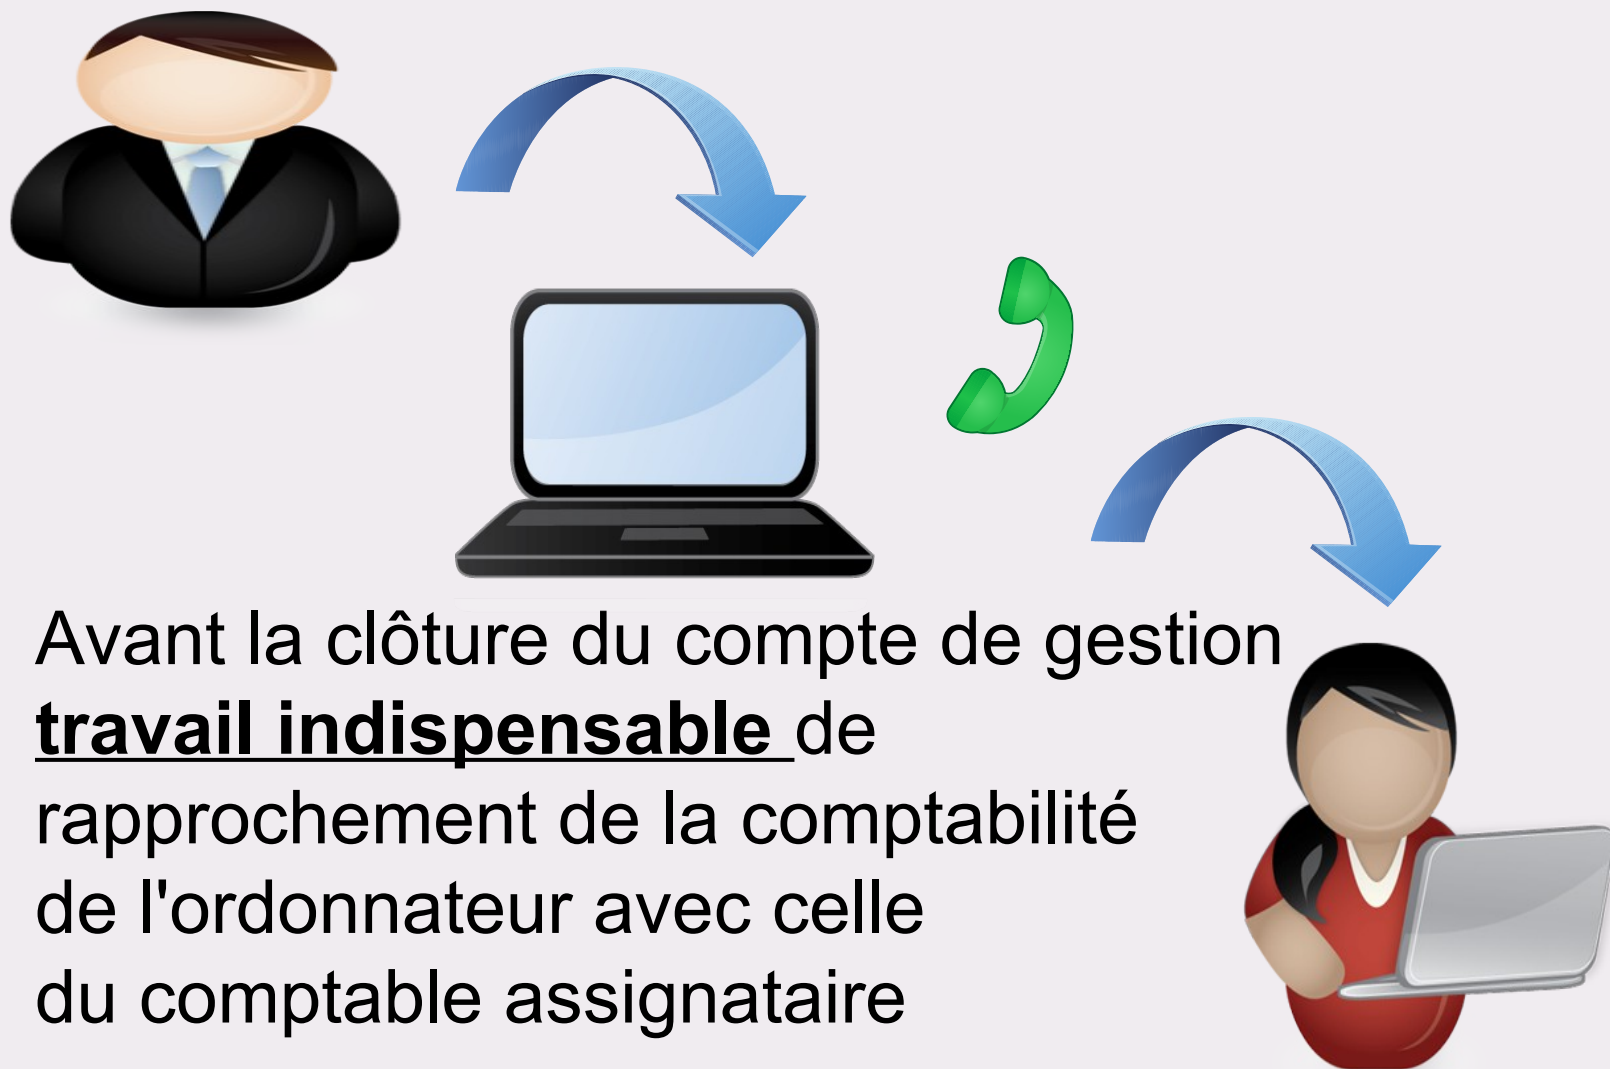 Avant la clôture du compte de gestion
travail indispensable de
rapprochement de la comptabilité
de l'ordonnateur avec celle
du comptable assignataire